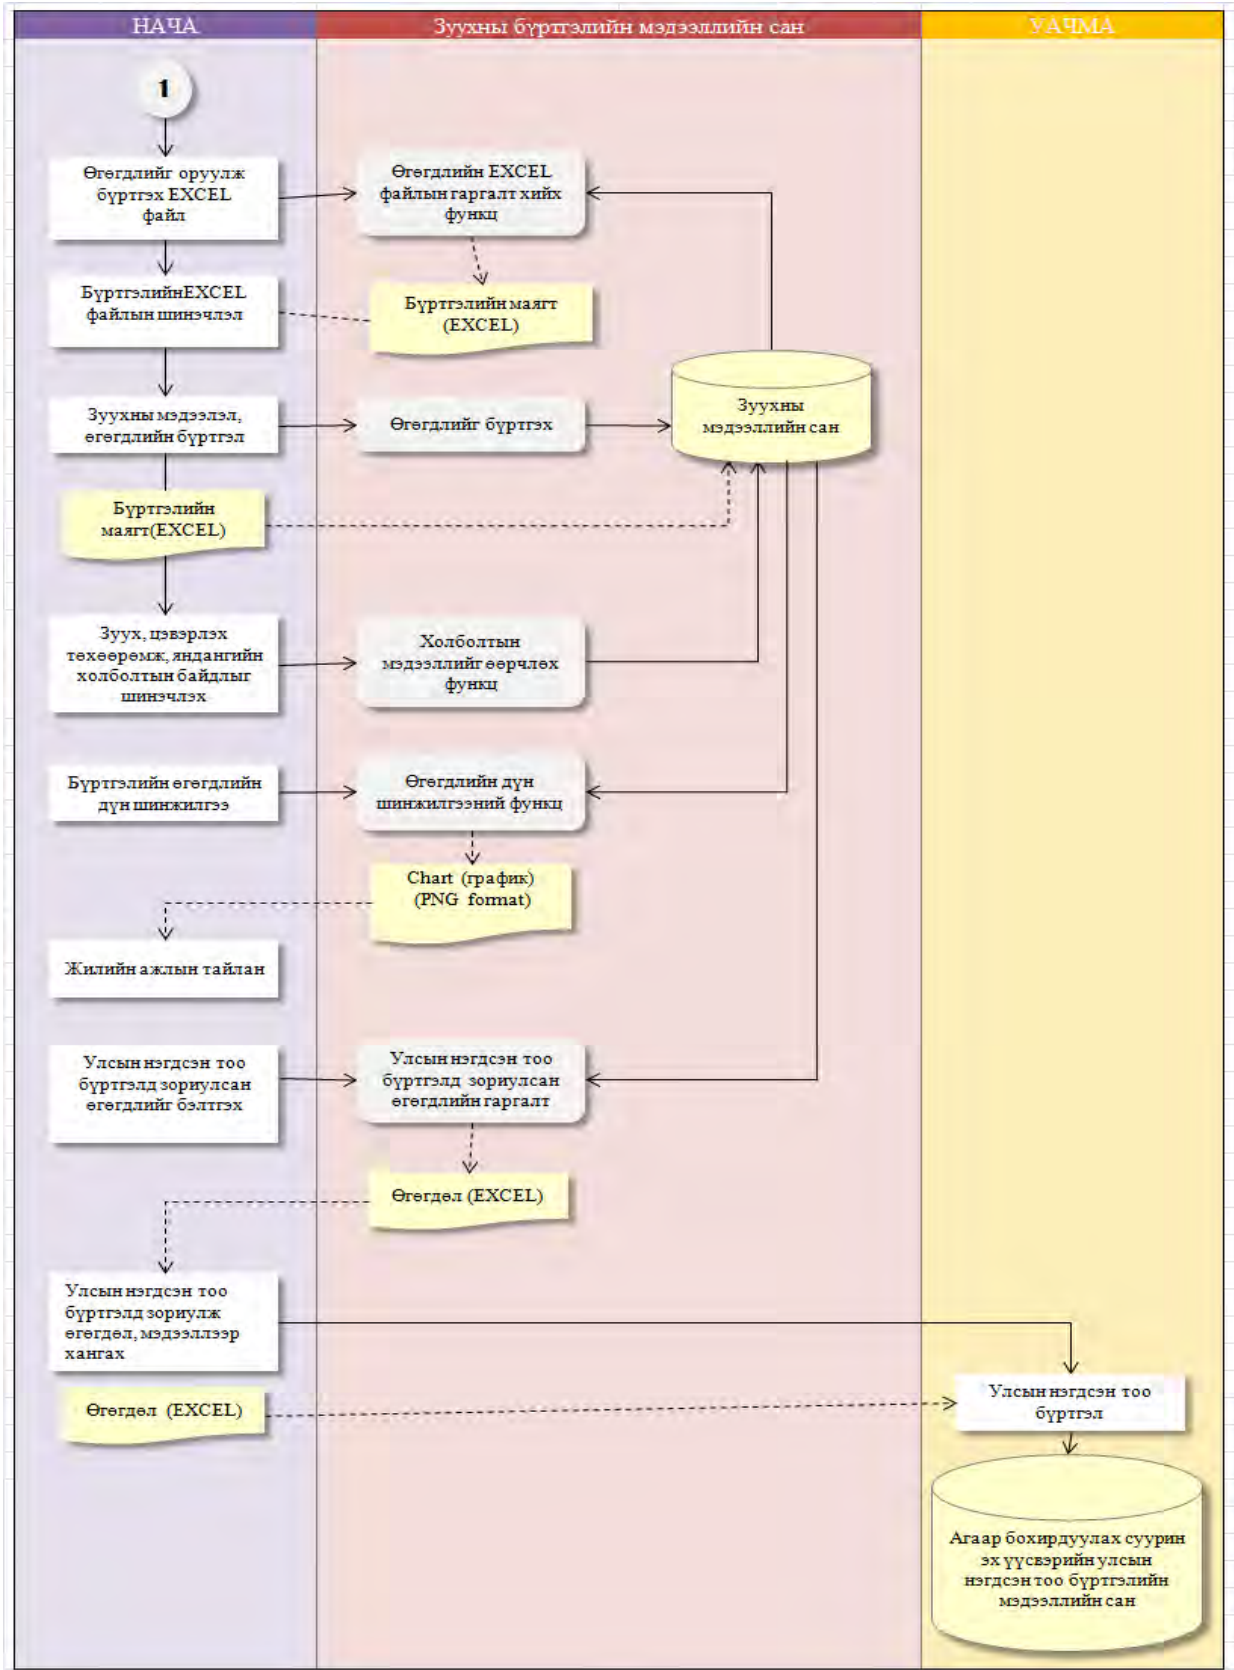 НАЧА
Зуухны бүртгэлийн мэдээллийн сан
УАЧМА
1
Өгөгдлийг оруулж
бүртгэх EXCEL
файл
Өгөгдлийн EXCEL
файлын гаргалт хийх
функц
БүртгэлийнEXCEL
файлын шинэчлэл
Бүртгэлийн маягт
(EXCEL)
Зуухны мэдээлэл,
өгөгдлийн бүртгэл
Өгөгдлийг бүртгэх
Зуухны
мэдээллийн сан
Бүртгэлийн
маягт(EXCEL)
Зуух, цэвэрлэх
төхөөрөмж, яндангийн
холболтын байдлыг
шинэчлэх
Холболтын
мэдээллийг өөрчлөх
функц
Бүртгэлийн өгөгдлийн
дүн шинжилгээ
Өгөгдлийн дүн
шинжилгээний функц
Chart (график)
(PNG format)
Жилийн ажлын тайлан
Улсын нэгдсэн тоо
бүртгэлд зориулсан
өгөгдлийг бэлтгэх
Улсын нэгдсэн тоо
бүртгэлд зориулсан
өгөгдлийн гаргалт
Өгөгдөл (EXCEL)
Улсын нэгдсэн тоо
бүртгэлд зориулж
өгөгдөл, мэдээллээр
хангах
Өгөгдөл (EXCEL)
Улсын нэгдсэн тоо
бүртгэл
Агаар бохирдуулах суурин
эх үүсвэрийн улсын
нэгдсэн тоо бүртгэлийн
мэдээллийн сан